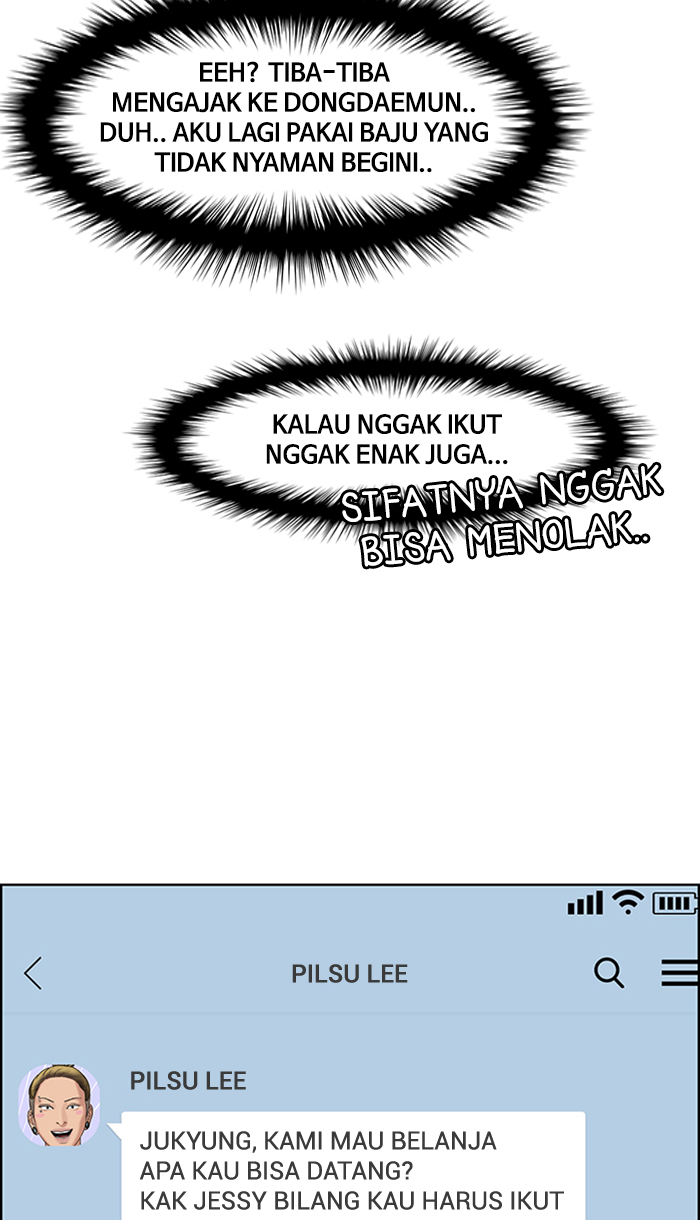 EEH? TIBA-TIBA
MENGAJAK KE DONGDAEMUN..
DUH.. AKU LAGI PAKAI BAJU YANG
TIDAK NYAMAN BEGINI..
KALAU NGGAK IKUT
NGGAK ENAK JUGA...
SIFATNYA NGGAK
BISA MENOLAK..
PILSU LEE
PILSU LEE
JUKYUNG, KAMI MAU BELANJA
APA KAU BISA DATANG?
KAK JESSY BILANG KAU HARUS IKUT